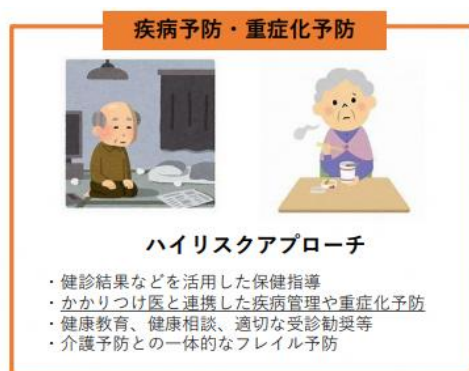 疾病予防・重症化予防
ハイリスクアプローチ
・健診結果などを活用した保健指導
・かかりつけ医と連携した疾病管理や重症化予防
・健康教育、健康相談、適切な受診勧奨等
・介護予防との一体的なフレイル予防